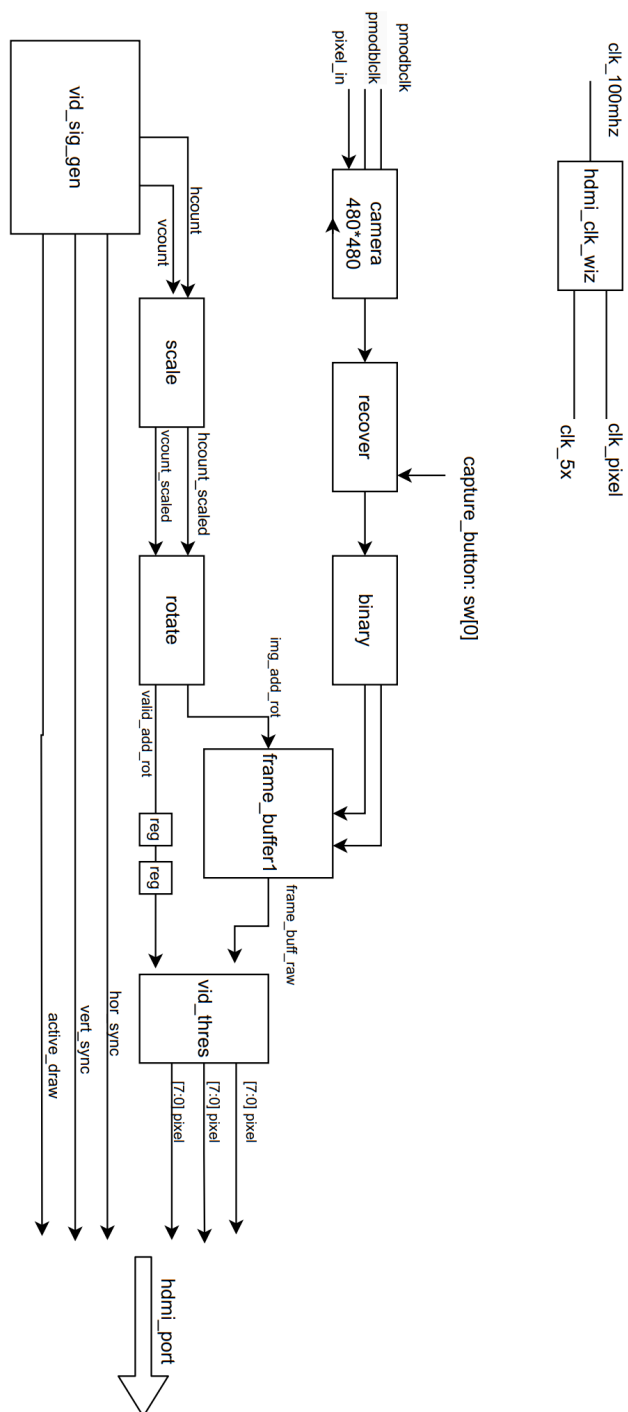 clk_100mhz
hdmi_clk_wiz
clk_pixel
clk_5x
capture_button: sw[0]
pmodbclk
pmodblclk
pixel_in
camera
480*480
recover
binary
img_add_rot
frame_buffer1
frame_buff_raw
vid_sig_gen
hcount
vcount
scale
hcount_scaled
vcount_scaled
rotate
valid_add_rot
reg
reg
vid_thres
[7:0] pixel
[7:0] pixel
[7:0] pixel
hor_sync
vert_sync
active_draw
hdmi_port